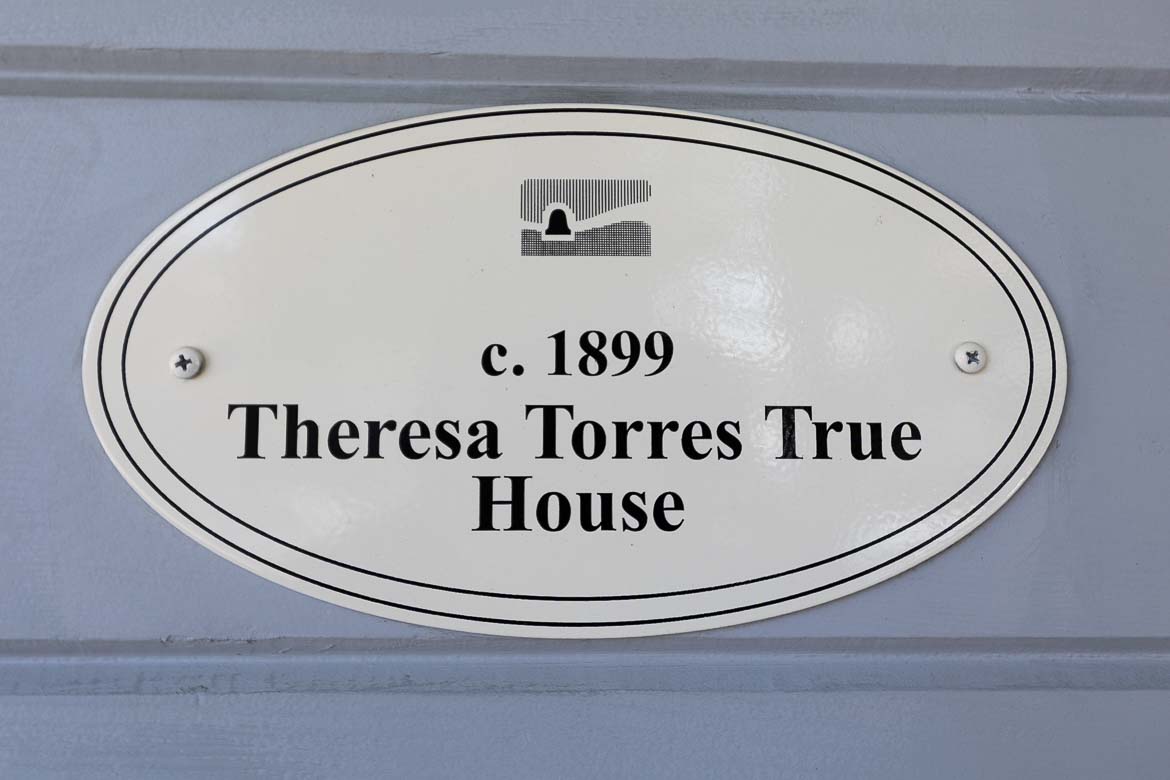 c. 1899
Theresa Torres True
House